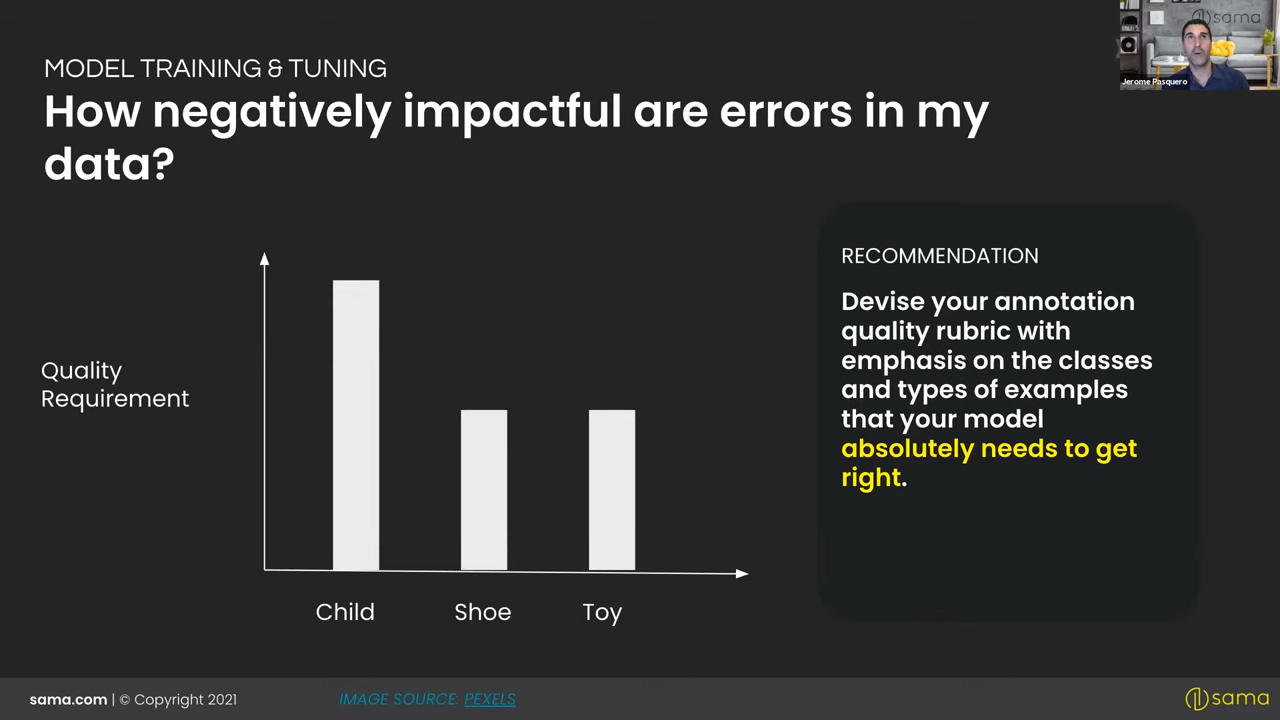 sama
Jerome Pasquero
MODEL TRAINING & TUNING
How negatively impactful are errors in my
data?
Quality
Requirement
Child
Shoe
Toy
RECOMMENDATION
Devise your annotation
quality rubric with
emphasis on the classes
and types of examples
that your model
absolutely needs to get
right.
sama.com | © Copyright 2021
IMAGE SOURCE: PEXELS
sama